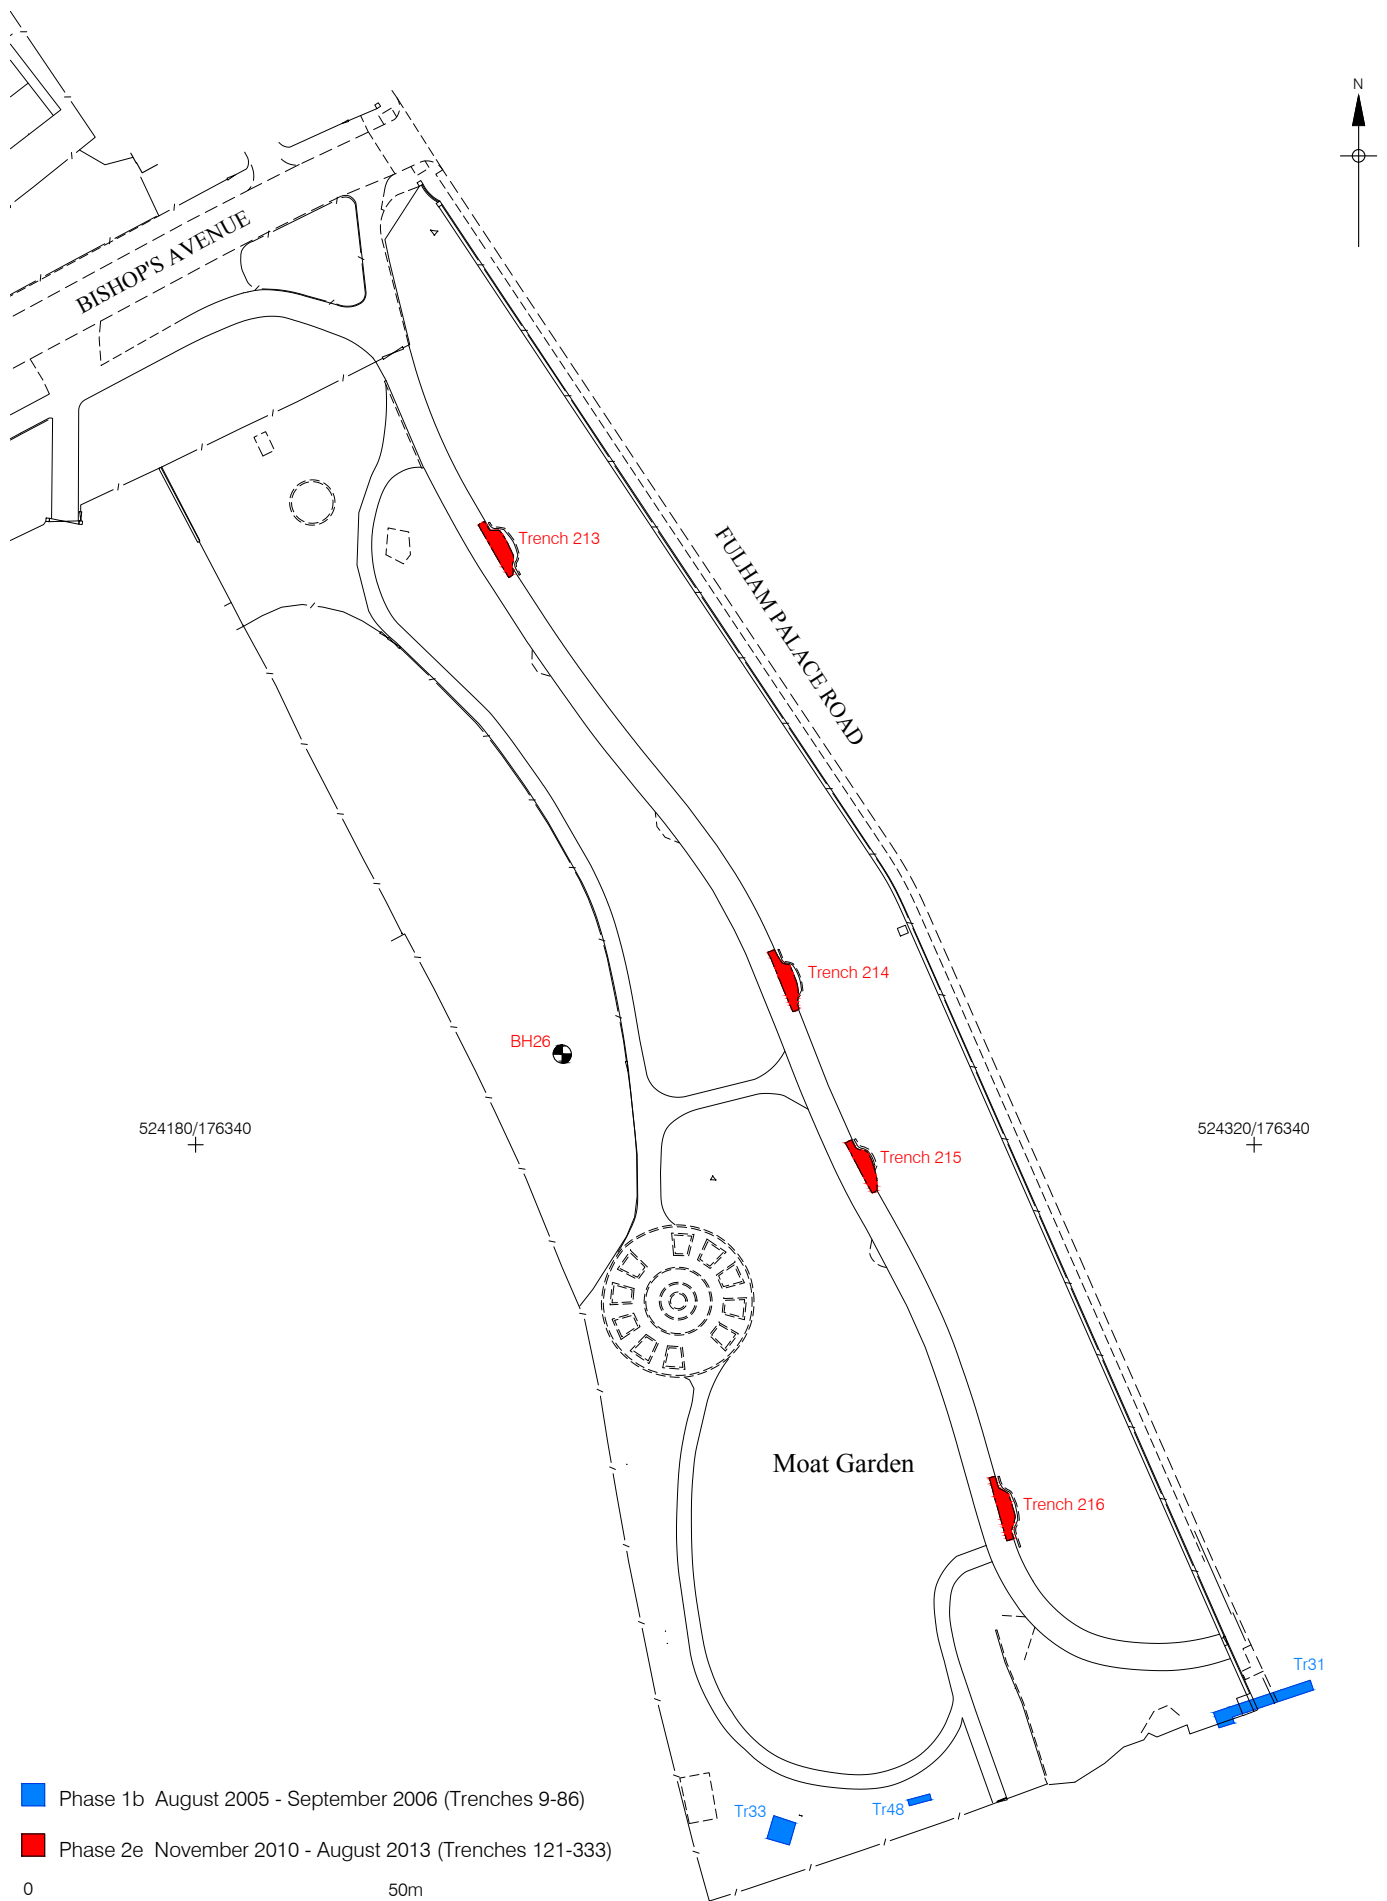 N
BISHOP'S AVENUE
Trench 213
FULHAM PALACE ROAD
Trench 214
BH26
524180/176340
524320/176340
Trench 215
Moat Garden
Trench 216
Tr31
Phase 1b August 2005 - September 2006 (Trenches 9-86)
Tr33
Tr48
Phase 2e November 2010 - August 2013 (Trenches 121-333)
0 50m